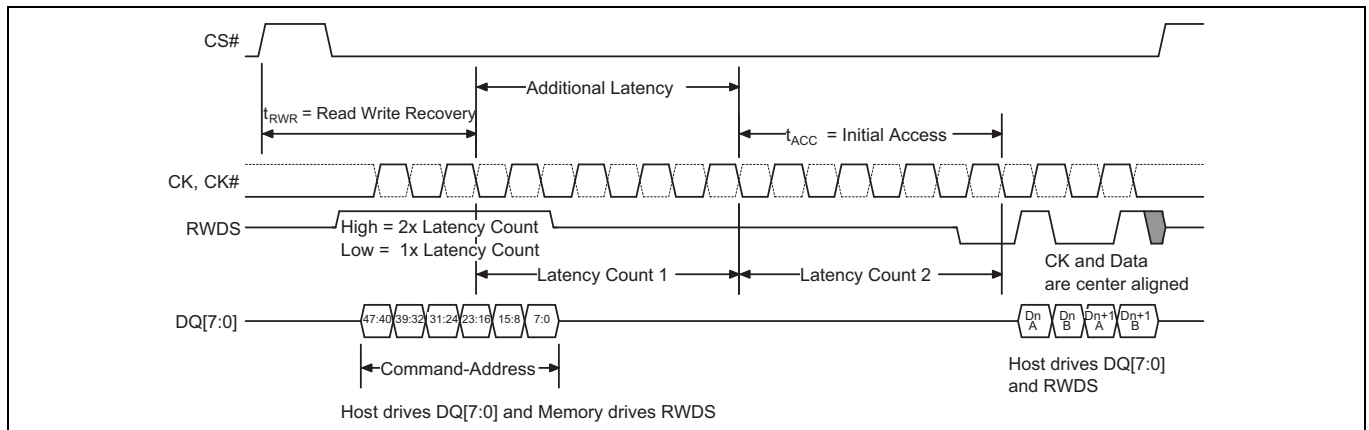 CS#
Additional Latency
tRWR = Read Write Recovery
tACC = Initial Access
CK, CK#
RWDS
High = 2x Latency Count
Low = 1x Latency Count
Latency Count 1
Latency Count 2
CK and Data
are center aligned
DQ[7:0]
47:40 39:32 31:24 23:16 15:8 7:0
Dn A
Dn B
Dn+1 A
Dn+1 B
Command-Address
Host drives DQ[7:0]
and RWDS
Host drives DQ[7:0] and Memory drives RWDS